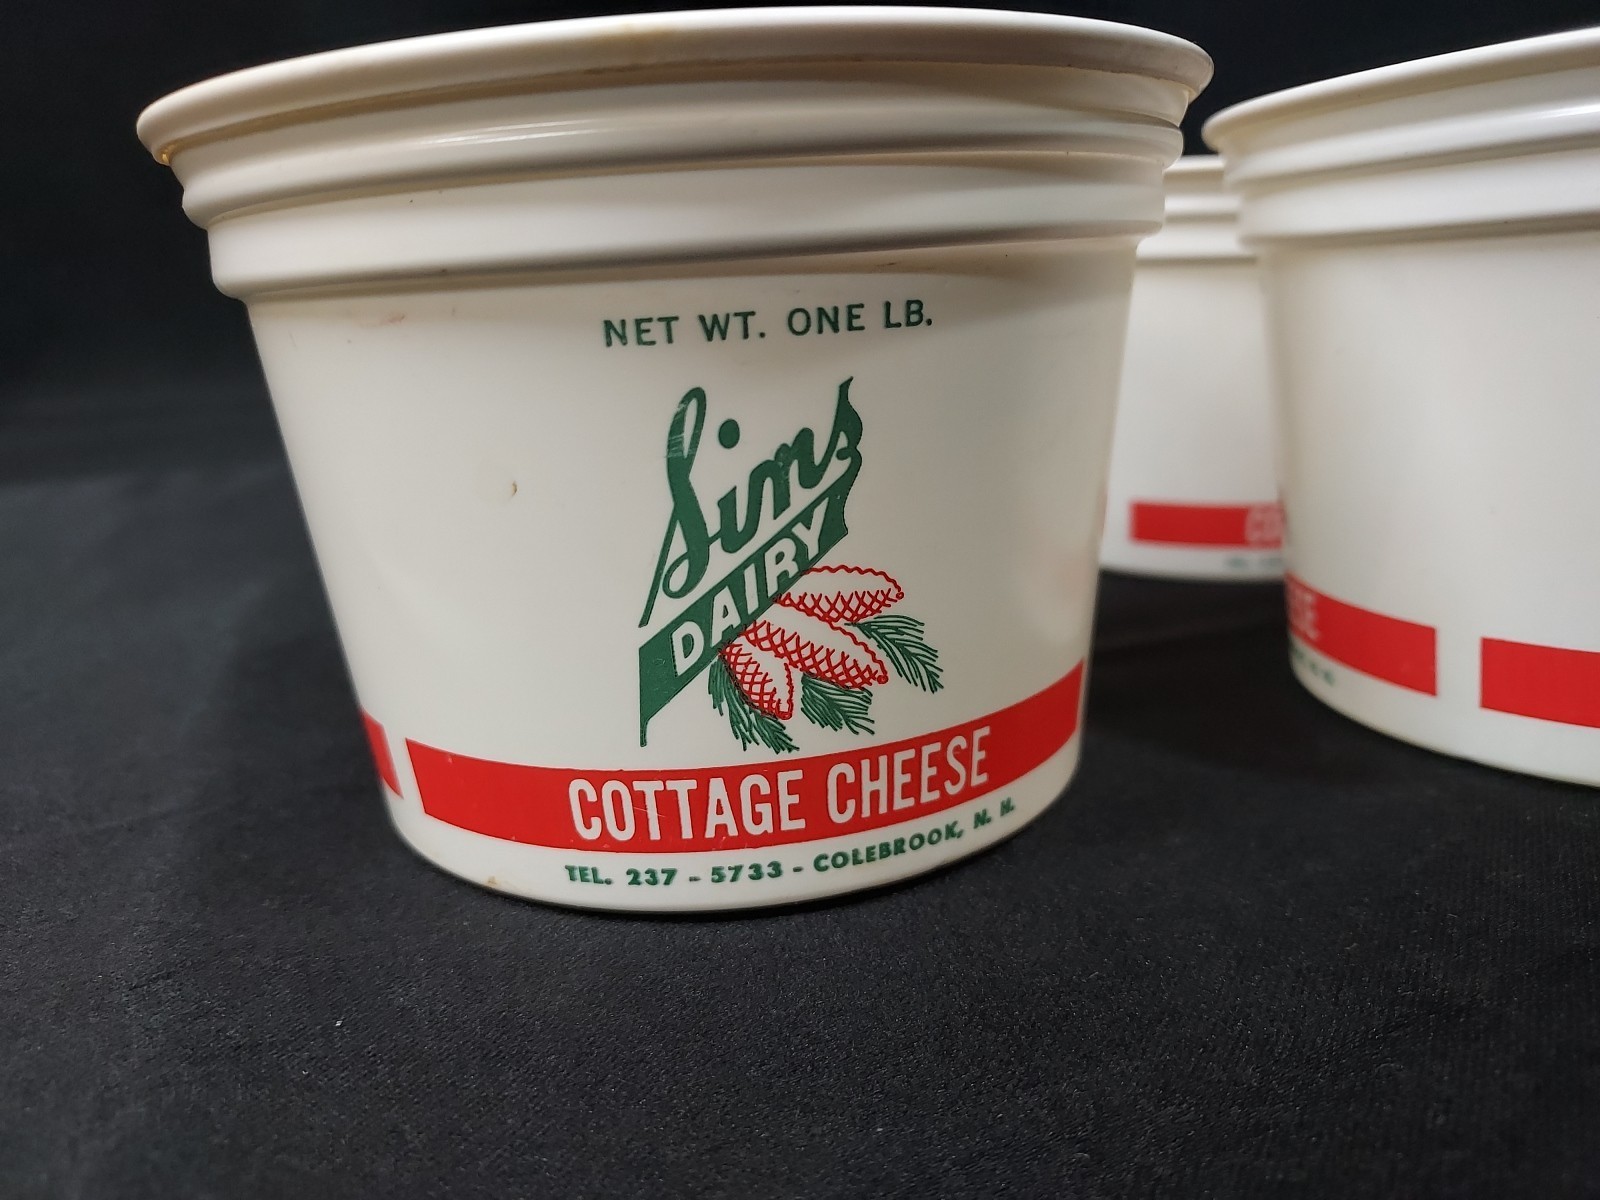 NET WT. ONE LB.
Sims
DAIRY
COTTAGE CHEESE
TEL. 237 - 5733 - COLEBROOK, N. H.